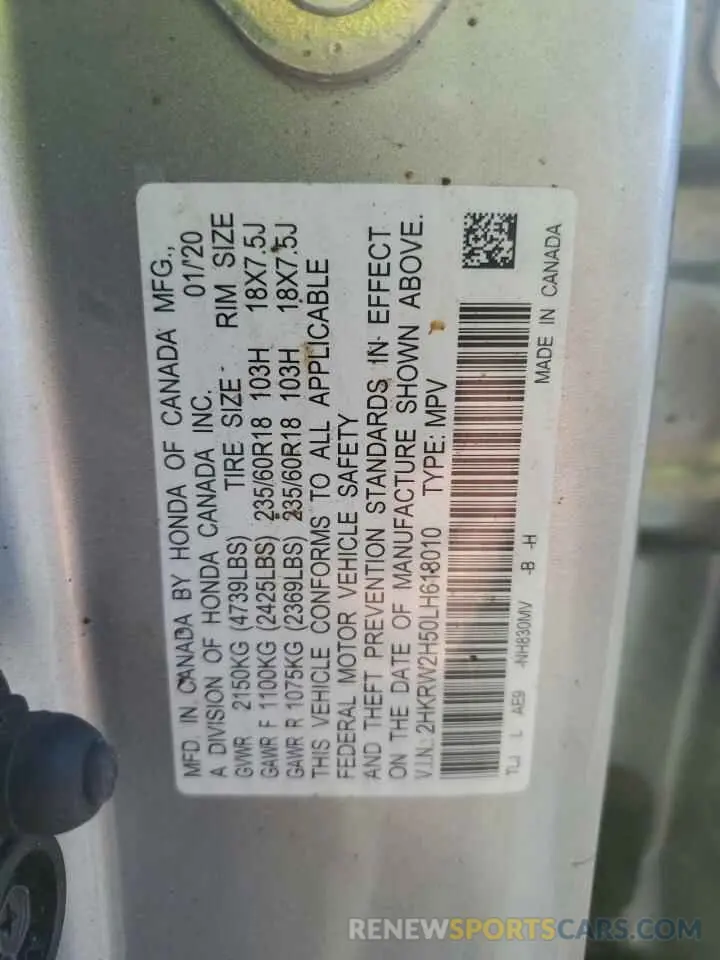 MFD. IN CANADA BY HONDA OF CANADA MFG.,
A DIVISION OF HONDA CANADA INC. 01/'20
GVWR 2150KG (4739LBS) TIRE SIZE RIM SIZE
GAWR F 1100KG (2425LBS) 235/60R18 103H 18X7.5J
GAWR R 1075KG (2369LBS) 235/60R18 103H 18X7.5J
THIS VEHICLE CONFORMS TO ALL APPLICABLE
FEDERAL MOTOR VEHICLE SAFETY
AND THEFT PREVENTION STANDARDS IN EFFECT
ON THE DATE OF MANUFACTURE SHOWN ABOVE.
V.I.N.: 2HKRW2H50LH618010 TYPE: MPV
TLJ L AE9 -NH830MV -B -H
MADE IN CANADA
RENEWSPORTSCARS.COM